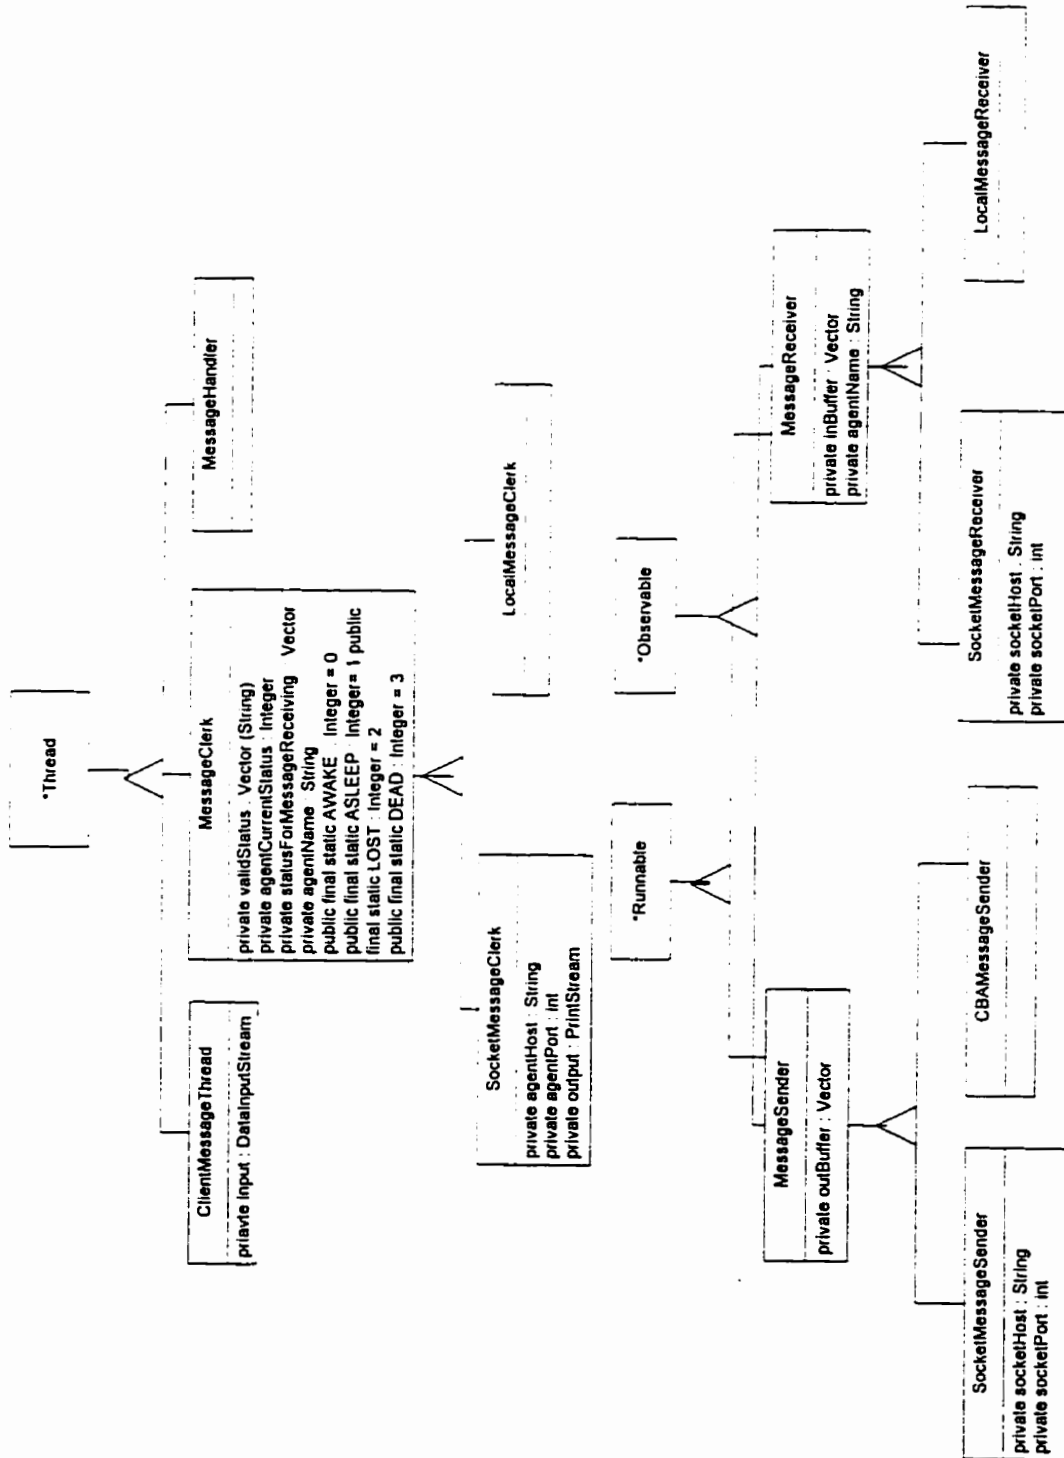 *Thread
ClientMessageThread
priavte input : DataInputStream
MessageClerk
private validStatus . Vector (String)
private agentCurrentStatus : Integer
private statusForMessageReceiving Vector
private agentName String
public final static AWAKE : Integer = 0
public final static ASLEEP : Integer= 1 public
final static LOST : Integer = 2
public final static DEAD : Integer = 3
MessageHandler
SocketMessageClerk
private agentHost : String
private agentPort : int
private output : PrintStream
LocalMessageClerk
*Runnable
*Observable
MessageSender
private outBuffer : Vector
MessageReceiver
private inBuffer : Vector
private agentName : String
SocketMessageSender
private socketHost : String
private socketPort : int
CBAMessageSender
SocketMessageReceiver
private socketHost . String
private socketPort : int
LocalMessageReceiver